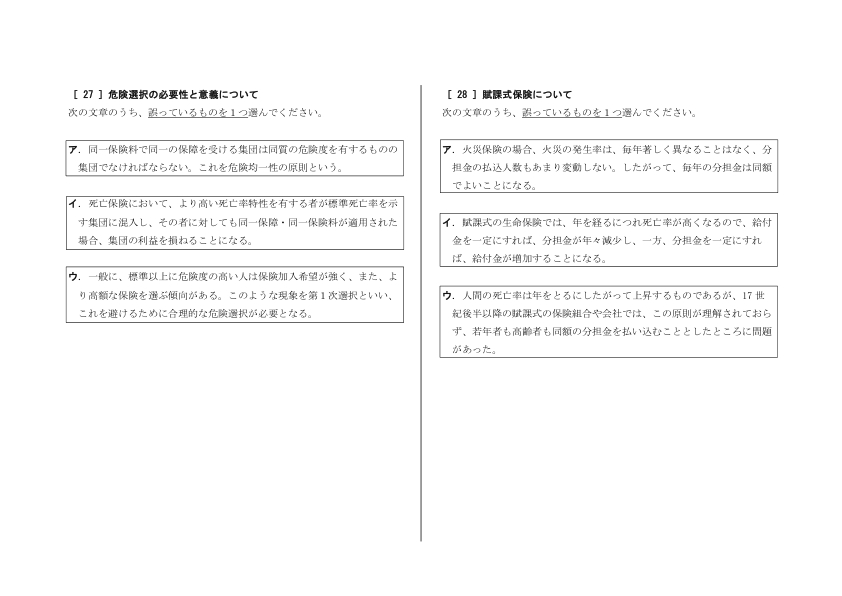 ［ 27 ］危険選択の必要性と意義について
次の文章のうち、誤っているものを１つ選んでください。
ア．同一保険料で同一の保障を受ける集団は同質の危険度を有するものの
集団でなければならない。これを危険均一性の原則という。
イ．死亡保険において、より高い死亡率特性を有する者が標準死亡率を示
す集団に混入し、その者に対しても同一保障・同一保険料が適用された
場合、集団の利益を損ねることになる。
ウ．一般に、標準以上に危険度の高い人は保険加入希望が強く、また、よ
り高額な保険を選ぶ傾向がある。このような現象を第１次選択といい、
これを避けるために合理的な危険選択が必要となる。
［ 28 ］賦課式保険について
次の文章のうち、誤っているものを１つ選んでください。
ア．火災保険の場合、火災の発生率は、毎年著しく異なることはなく、分
担金の払込人数もあまり変動しない。したがって、毎年の分担金は同額
でよいことになる。
イ．賦課式の生命保険では、年を経るにつれ死亡率が高くなるので、給付
金を一定にすれば、分担金が年々減少し、一方、分担金を一定にすれ
ば、給付金が増加することになる。
ウ．人間の死亡率は年をとるにしたがって上昇するものであるが、17 世
紀後半以降の賦課式の保険組合や会社では、この原則が理解されておら
ず、若年者も高齢者も同額の分担金を払い込むこととしたところに問題
があった。